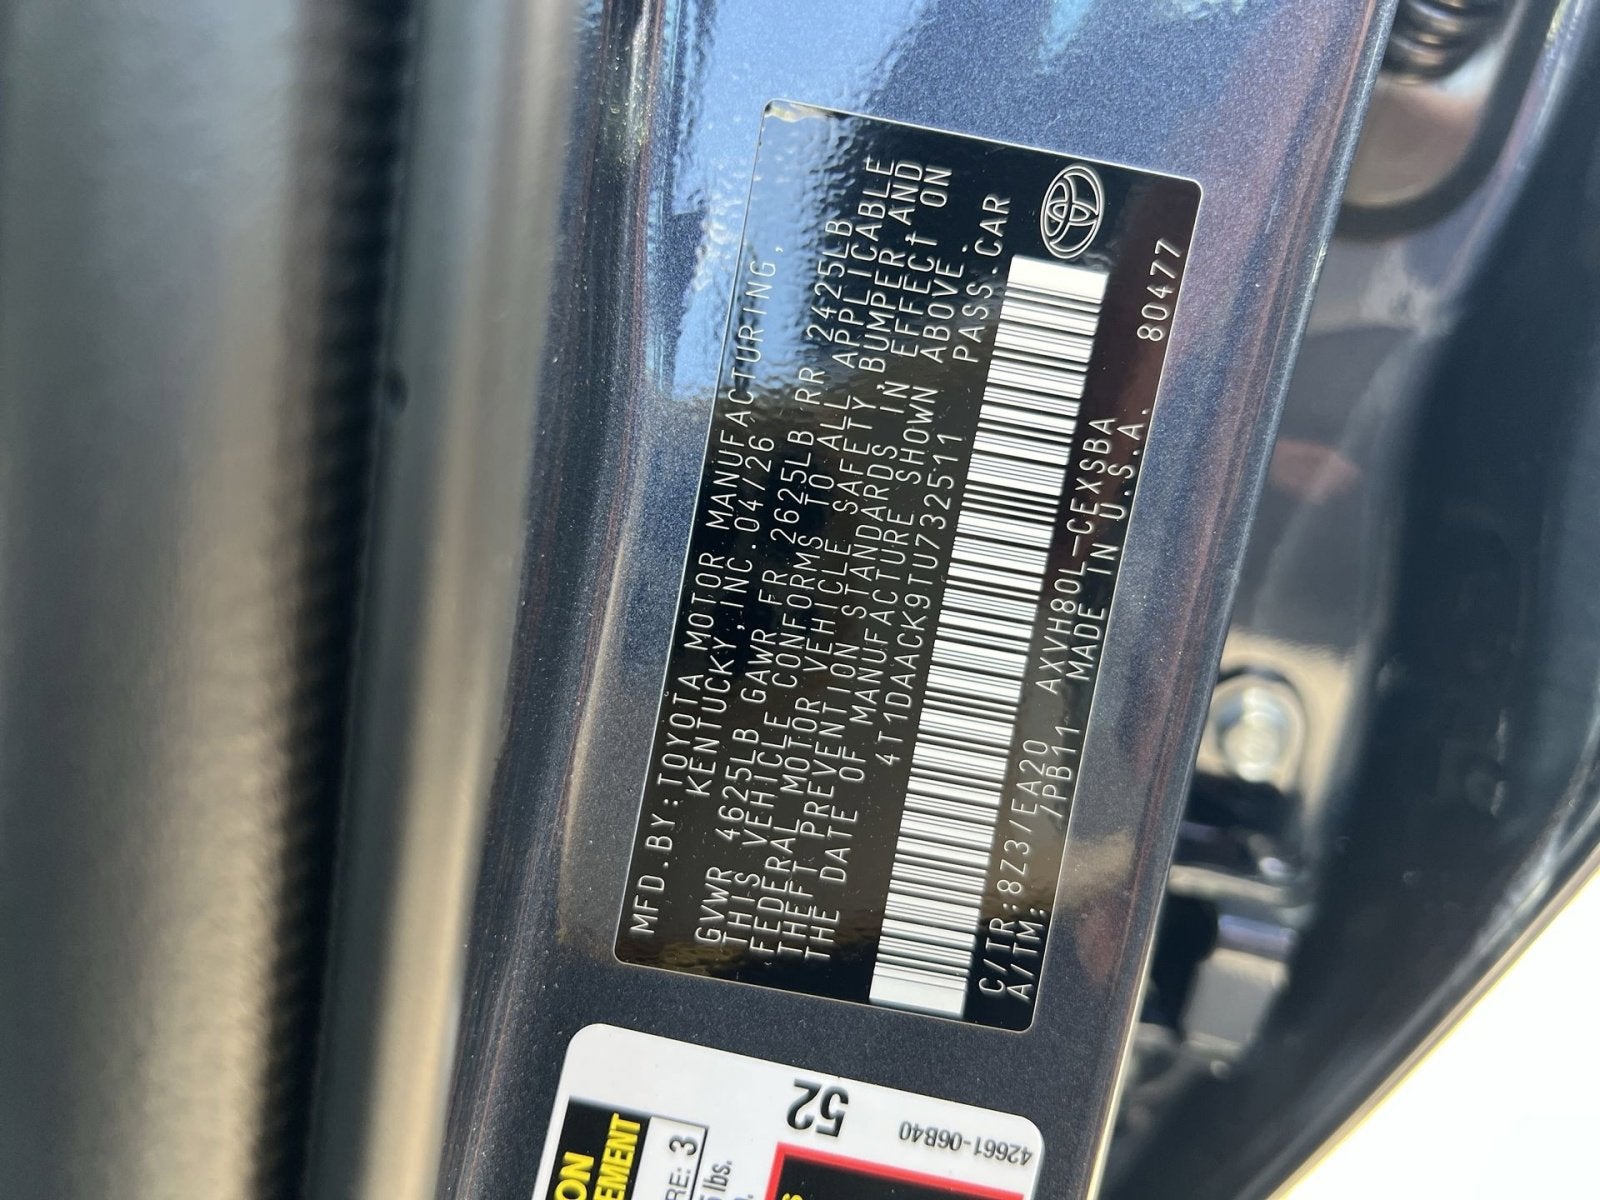 MFD.BY:TOYOTA MOTOR MANUFACTURING,
KENTUCKY,INC.04/26
GVWR 4625LB GAWR FR 2625LB RR 2425LB
THIS VEHICLE CONFORMS TO ALL APPLICABLE
FEDERAL MOTOR VEHICLE SAFETY,BUMPER AND
THEFT PREVENTION STANDARDS IN EFFECT ON
THE DATE OF MANUFACTURE SHOWN ABOVE.
4T1DAACK9TU732511 PASS.CAR
C/TR:8Z3/EA20 AXVH80L-CEXSBA
A/TM: /PB11 MADE IN U.S.A. 80477
52
42661-06B40
3
lbs.